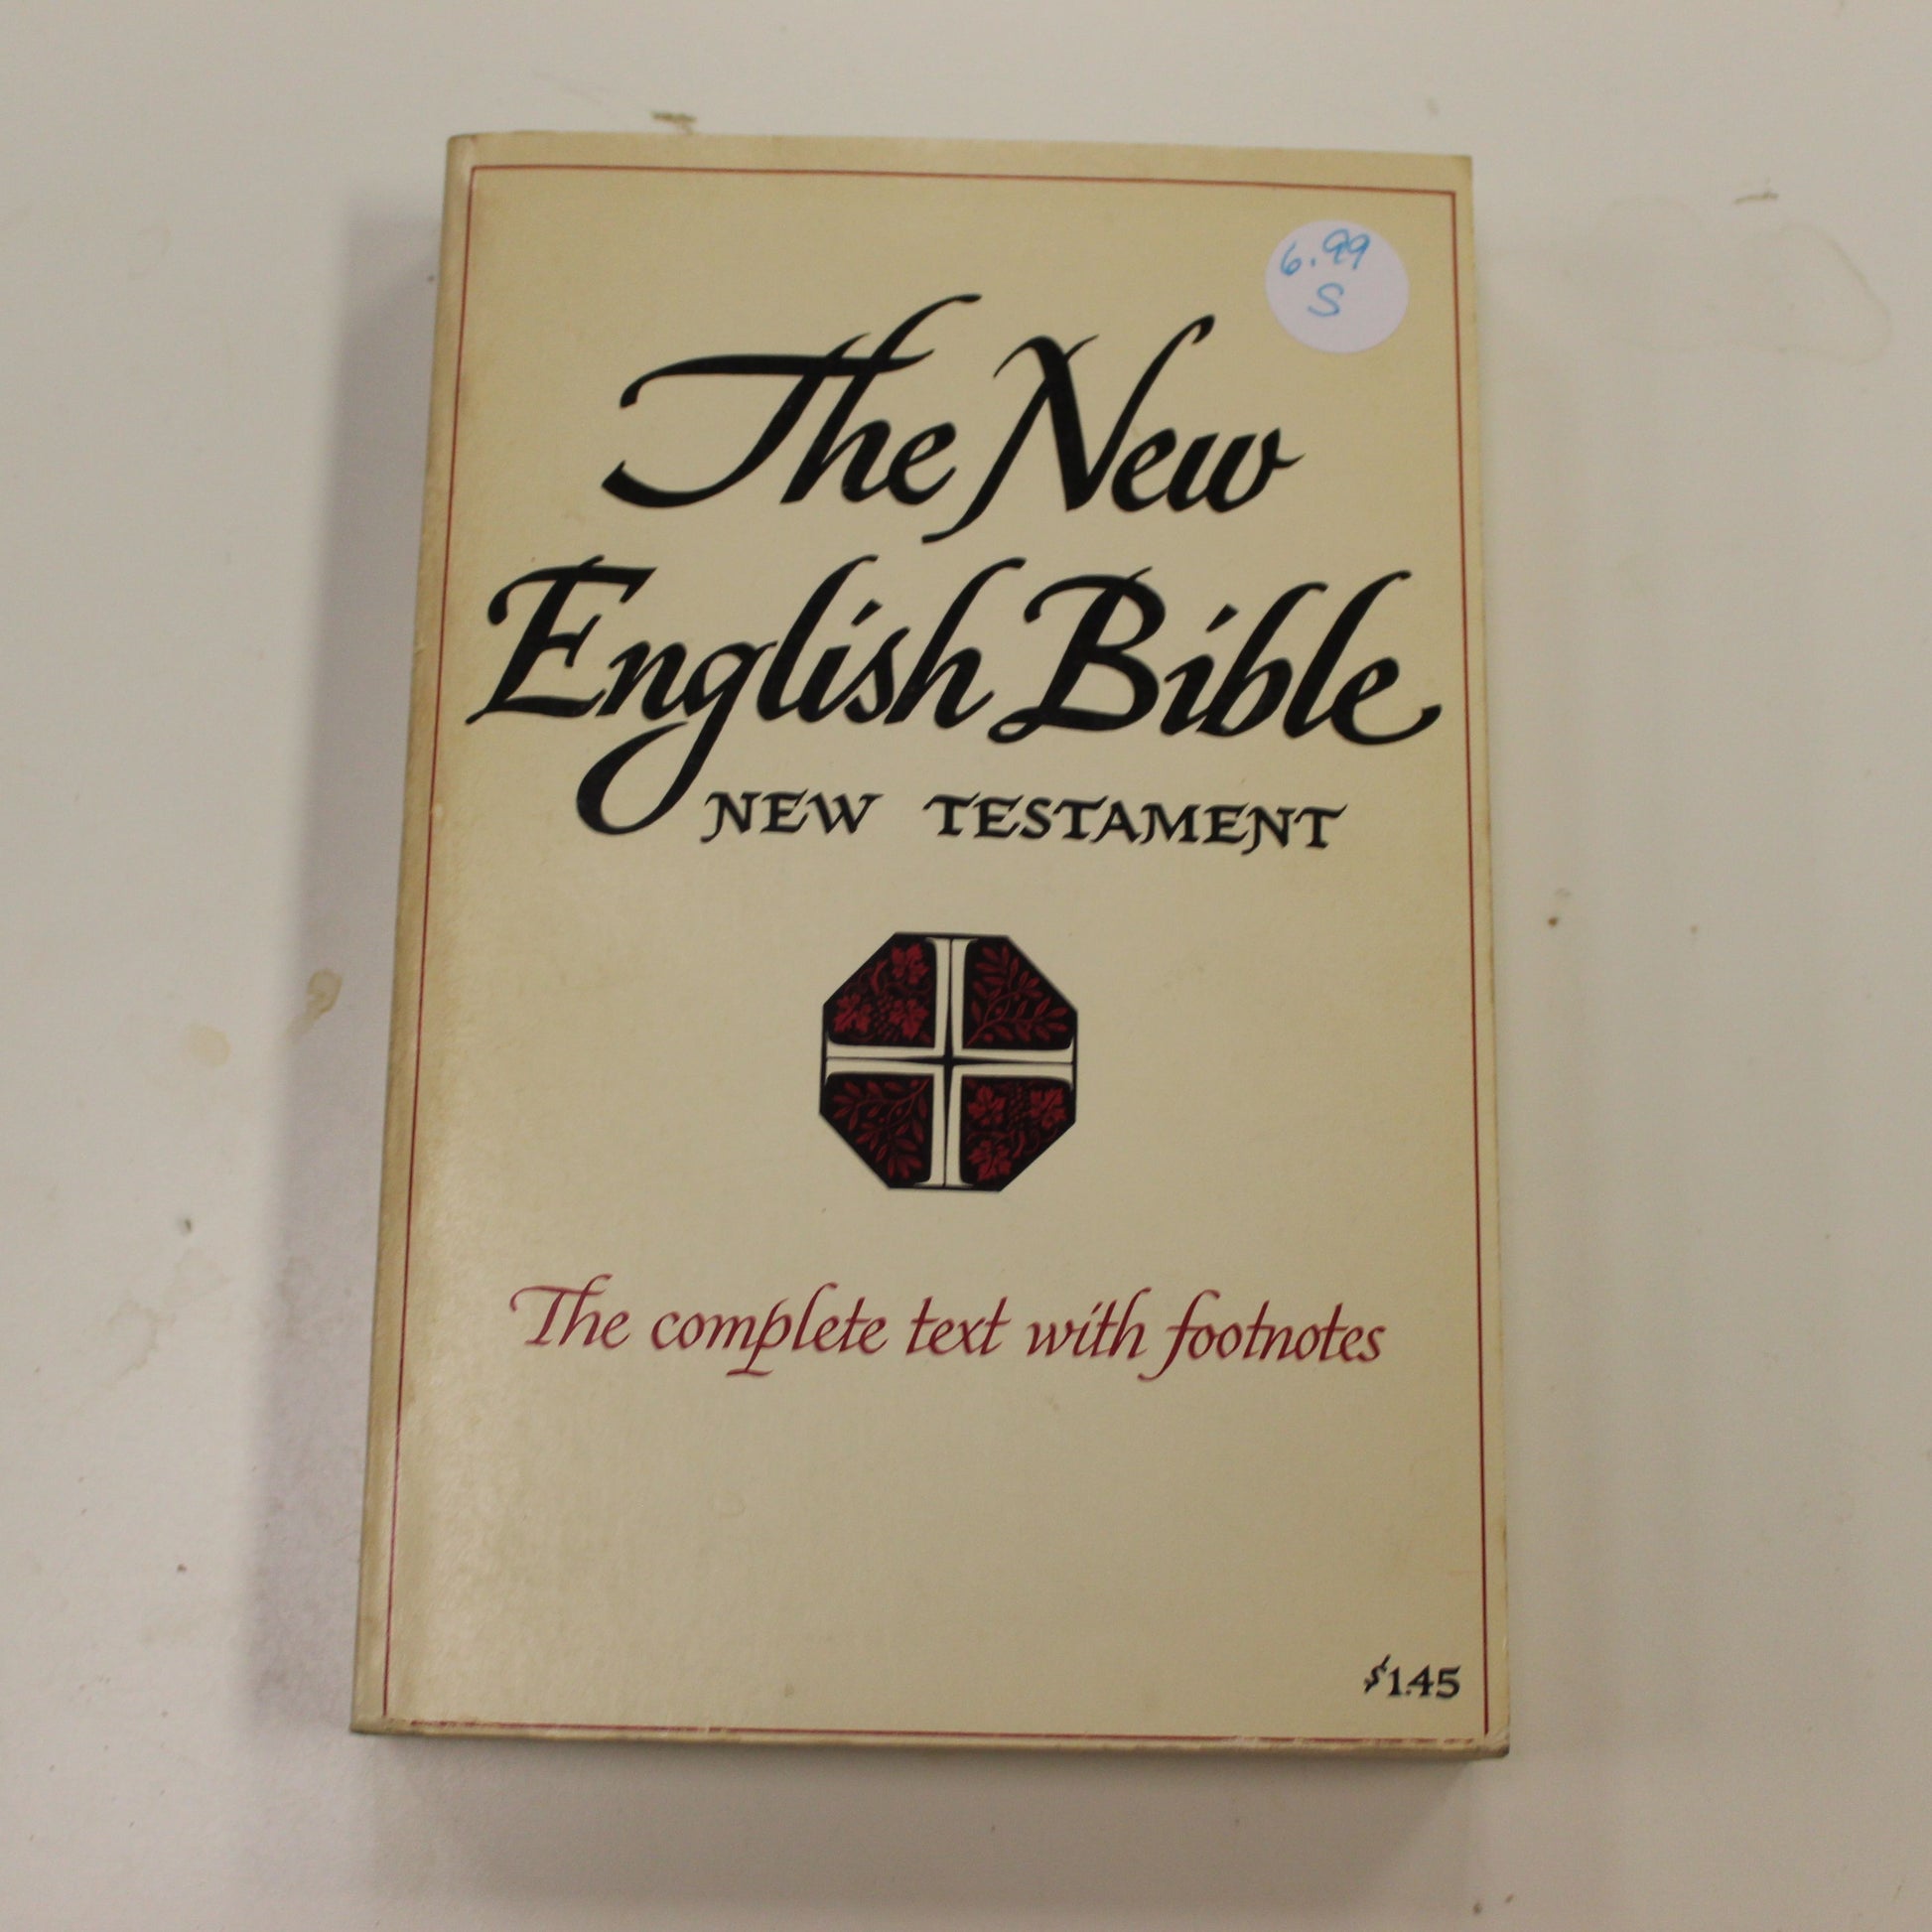 6.99
S
The New
English Bible
NEW TESTAMENT
The complete text with footnotes
$1.45